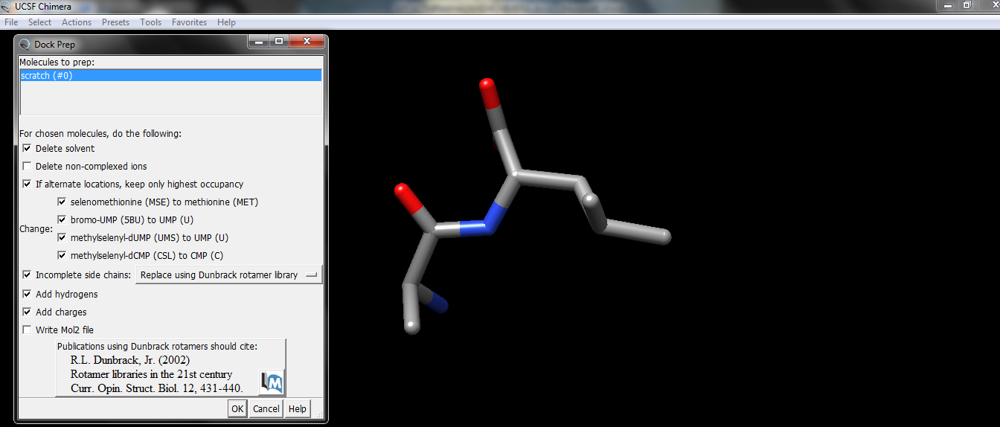 UCSF Chimera
File Select Actions Presets Tools Favorites Help
Dock Prep
Molecules to prep:
scratch (#0)
For chosen molecules, do the following:
Delete solvent
Delete non-complexed ions
If alternate locations, keep only highest occupancy
selenomethionine (MSE) to methionine (MET)
bromo-UMP (5BU) to UMP (U)
Change:
methylselenyl-dUMP (UMS) to UMP (U)
methylselenyl-dCMP (CSL) to CMP (C)
Incomplete side chains: Replace using Dunbrack rotamer library
Add hydrogens
Add charges
Write Mol2 file
Publications using Dunbrack rotamers should cite:
R.L. Dunbrack, Jr. (2002)
Rotamer libraries in the 21st century
Curr. Opin. Struct. Biol. 12, 431-440.
M
OK Cancel Help